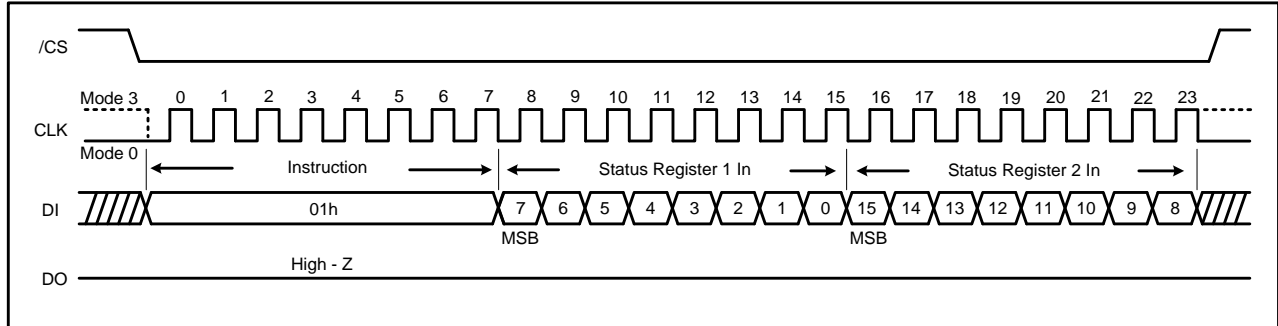 /CS
Mode 3 0 1 2 3 4 5 6 7 8 9 10 11 12 13 14 15 16 17 18 19 20 21 22 23
CLK
Mode 0
Instruction Status Register 1 In Status Register 2 In
DI 01h 7 6 5 4 3 2 1 0 15 14 13 12 11 10 9 8
MSB MSB
High - Z
DO